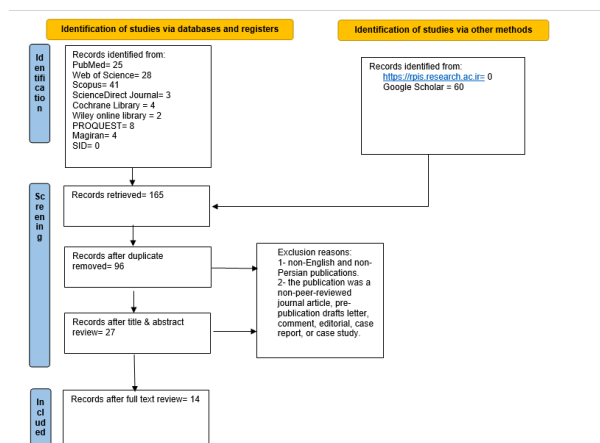 Identification of studies via databases and registers
Identification of studies via other methods
Id
en
tifi
ca
tio
n
Records identified from:
PubMed= 25
Web of Science= 28
Scopus= 41
ScienceDirect Journal= 3
Cochrane Library= 4
Wiley online library= 2
PROQUEST= 8
Magiran= 4
SID= 0
Records identified from:
https://rpis.research.ac.ir= 0
Google Scholar = 60
Sc
re
en
in
g
Records retrieved= 165
Records after duplicate
removed= 96
Exclusion reasons:
1- non-English and non-
Persian publications.
2- the publication was a
non-peer-reviewed
journal article, pre-
publication drafts letter,
comment, editorial, case
report, or case study.
Records after title & abstract
review= 27
In
cl
ud
ed
Records after full text review= 14